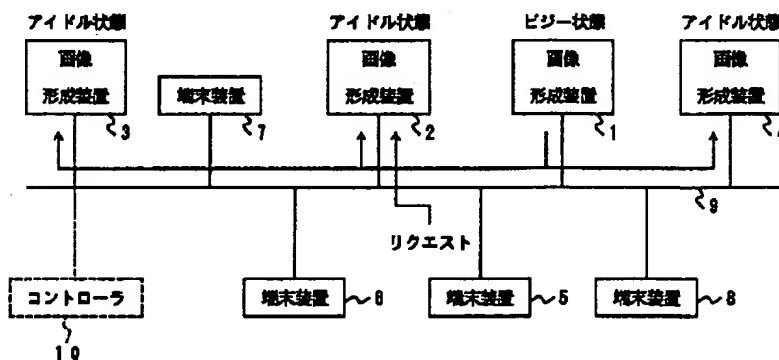 アイドル状態
アイドル状態
ビジー状態
アイドル状態
画像
形成装置
3
端末装置
7
画像
形成装置
2
画像
形成装置
1
画像
形成装置
4
9
リクエスト
コントローラ
10
端末装置
6
端末装置
5
端末装置
8